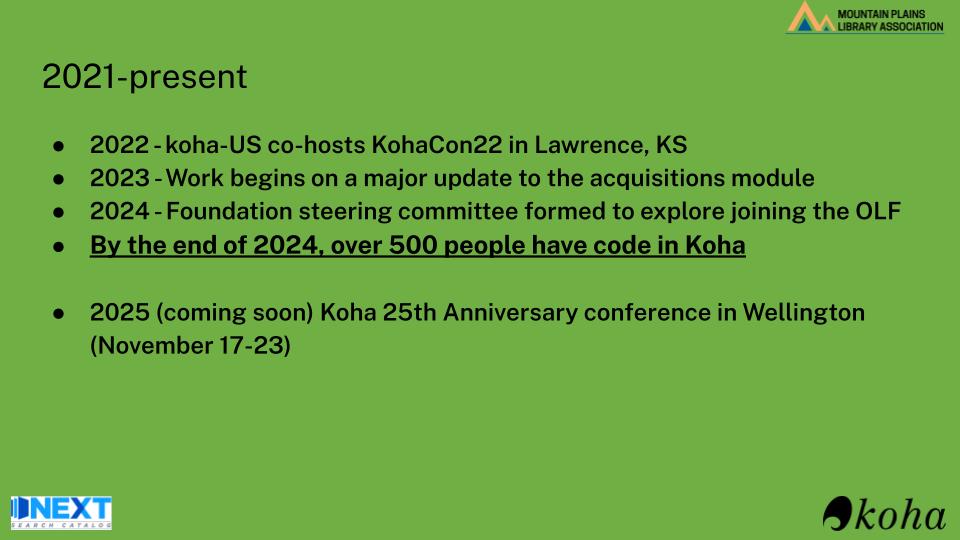 MOUNTAIN PLAINS
LIBRARY ASSOCIATION
2021-present
● 2022 - koha-US co-hosts KohaCon22 in Lawrence, KS
● 2023 - Work begins on a major update to the acquisitions module
● 2024 - Foundation steering committee formed to explore joining the OLF
● By the end of 2024, over 500 people have code in Koha
● 2025 (coming soon) Koha 25th Anniversary conference in Wellington
(November 17-23)
NEXT
SEARCH CATALOG
koha